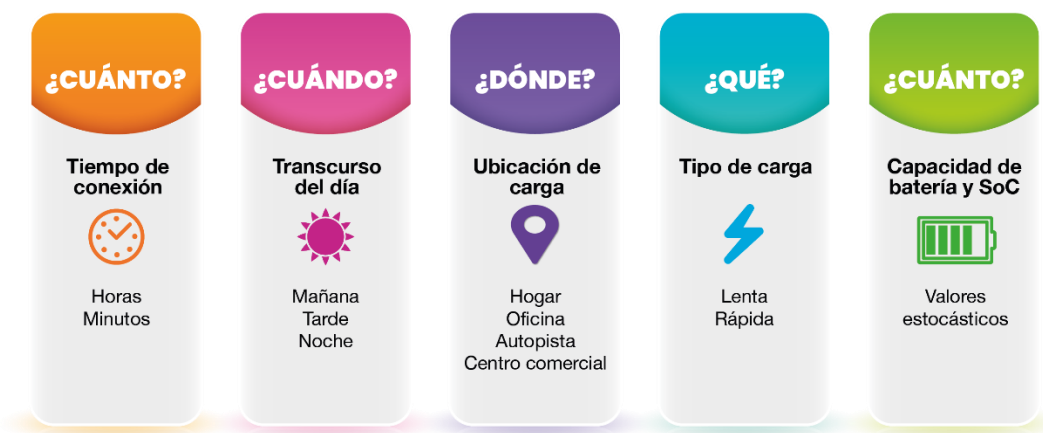 ¿CUÁNTO?
Tiempo de
conexión
Horas
Minutos
¿CUÁNDO?
Transcurso
del día
Mañana
Tarde
Noche
¿DÓNDE?
Ubicación de
carga
Hogar
Oficina
Autopista
Centro comercial
¿QUÉ?
Tipo de carga
Lenta
Rápida
¿CUÁNTO?
Capacidad de
batería y SoC
Valores
estocásticos